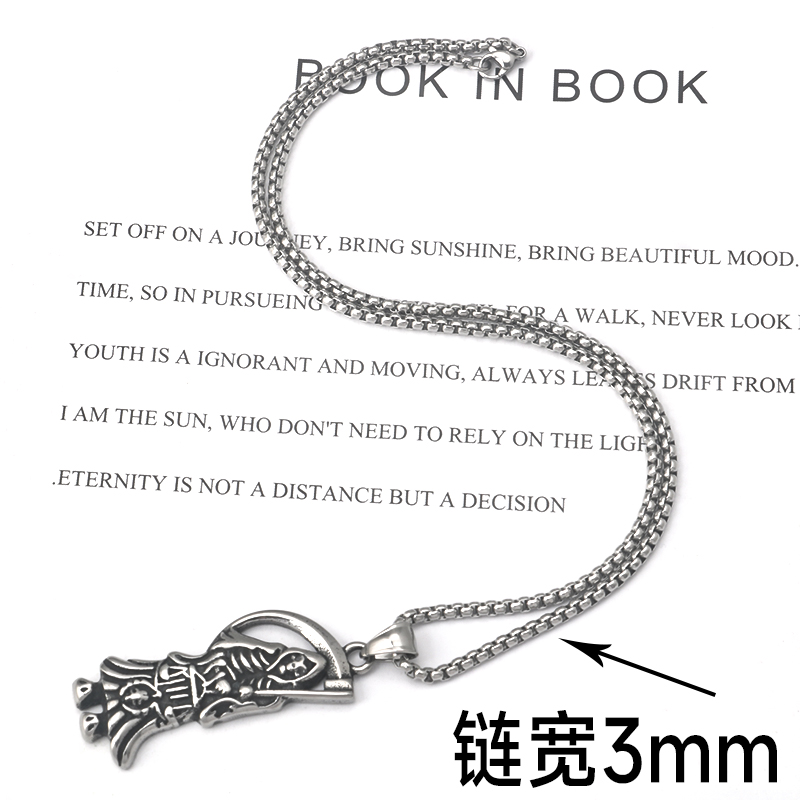 BOOK IN BOOK
SET OFF ON A JOURNEY, BRING SUNSHINE, BRING BEAUTIFUL MOOD.
TIME, SO IN PURSUEING FOR A WALK, NEVER LOOK
YOUTH IS A IGNORANT AND MOVING, ALWAYS LEAVES DRIFT FROM
I AM THE SUN, WHO DON'T NEED TO RELY ON THE LIGH
.ETERNITY IS NOT A DISTANCE BUT A DECISION
链宽3mm